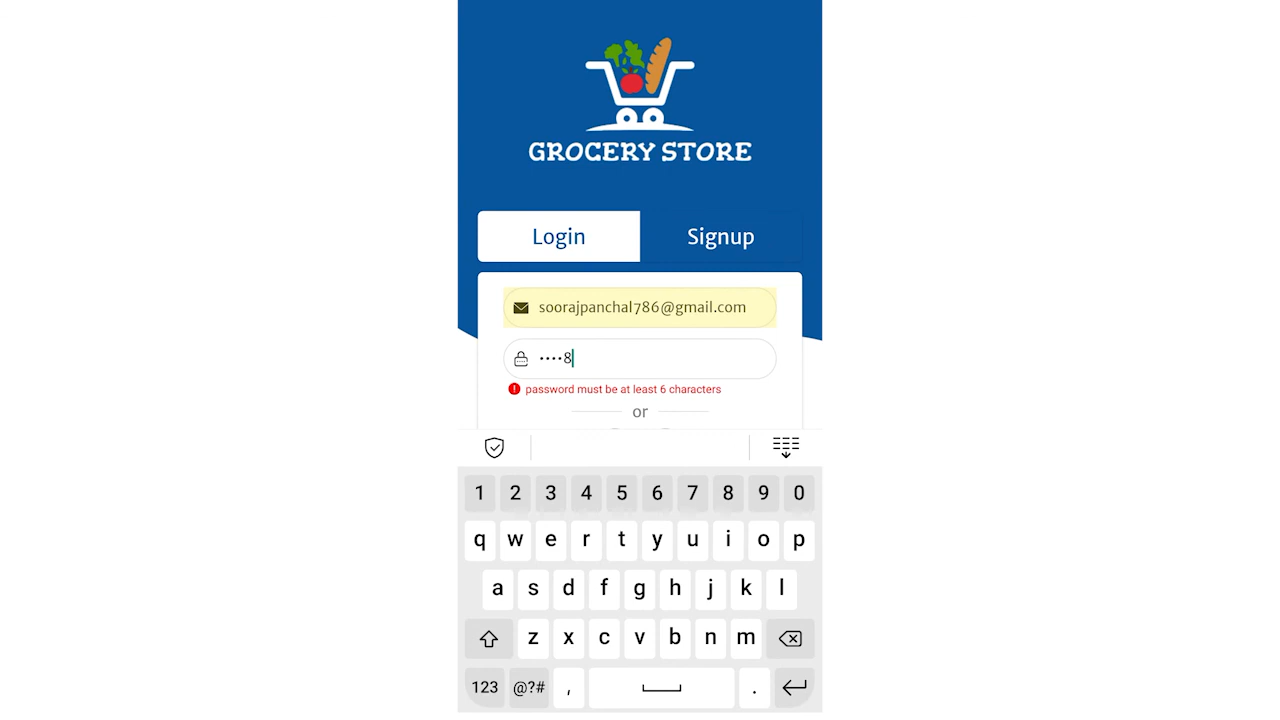 GROCERY STORE
Login Signup
soorajpanchal786@gmail.com
····8
password must be at least 6 characters
or
1 2 3 4 5 6 7 8 9 0
q w e r t y u i o p
a s d f g h j k l
z x c v b n m
123 @?# , .